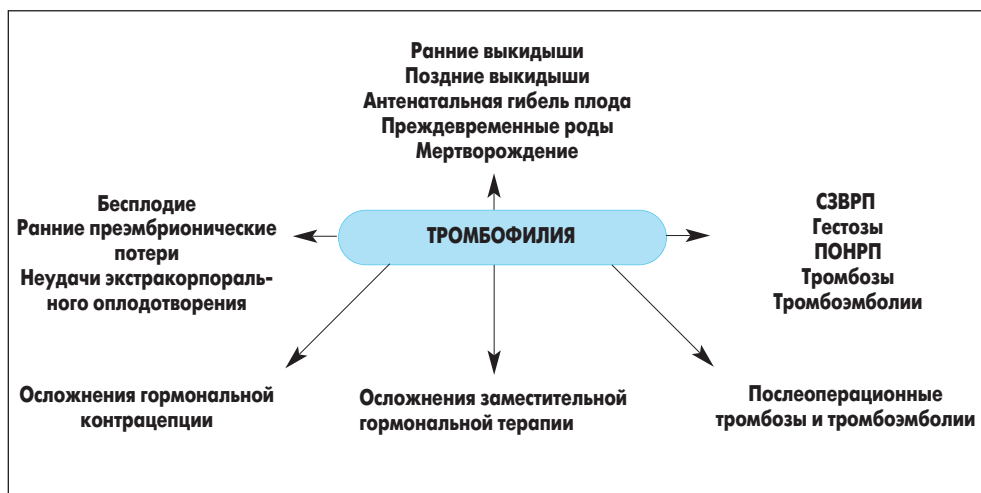 Ранние выкидыши
Поздние выкидыши
Антенатальная гибель плода
Преждевременные роды
Мертворождение
Бесплодие
Ранние преэмбрионические
потери
Неудачи экстракорпораль-
ного оплодотворения
ТРОМБОФИЛИЯ
СЗВРП
Гестозы
ПОНРП
Тромбозы
Тромбоэмболии
Осложнения гормональной
контрацепции
Осложнения заместительной
гормональной терапии
Послеоперационные
тромбозы и тромбоэмболии